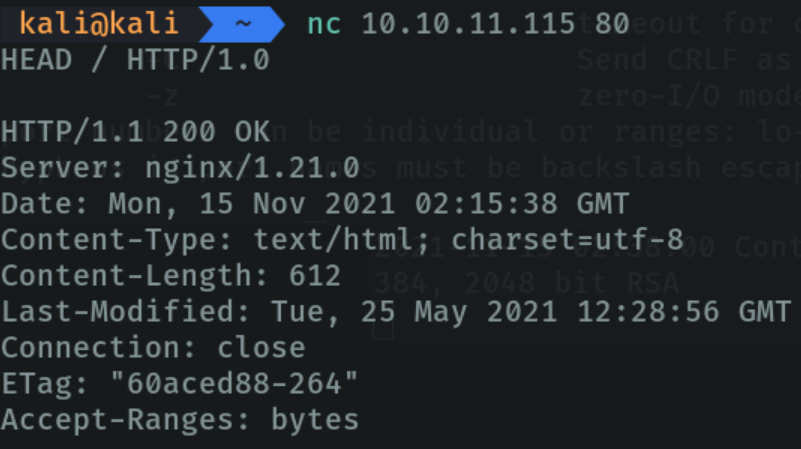 kali@kali ~ nc 10.10.11.115 80
HEAD / HTTP/1.0
HTTP/1.1 200 OK
Server: nginx/1.21.0
Date: Mon, 15 Nov 2021 02:15:38 GMT
Content-Type: text/html; charset=utf-8
Content-Length: 612
Last-Modified: Tue, 25 May 2021 12:28:56 GMT
Connection: close
ETag: "60aced88-264"
Accept-Ranges: bytes